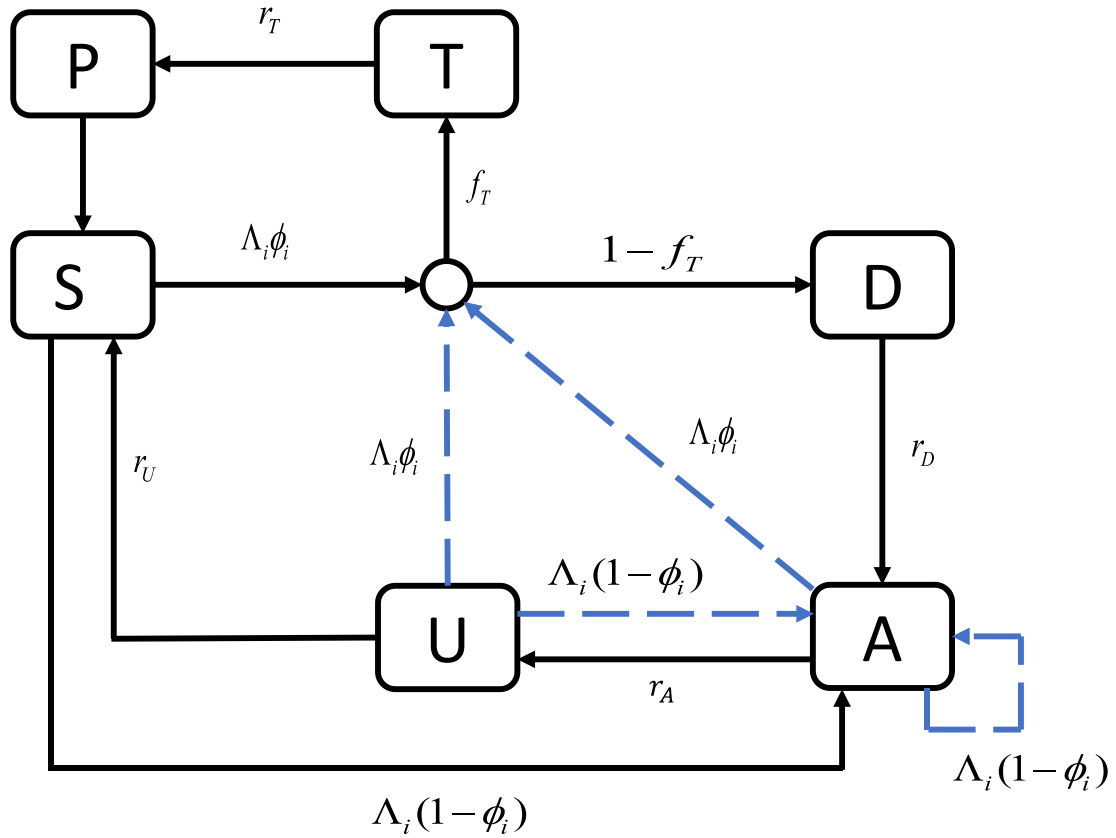 r_T
P
T
f_T
Λ_iϕ_i
1 − f_T
S
D
Λ_iϕ_i
Λ_iϕ_i
r_U
r_D
Λ_i(1−ϕ_i)
U
A
r_A
Λ_i(1−ϕ_i)
Λ_i(1−ϕ_i)